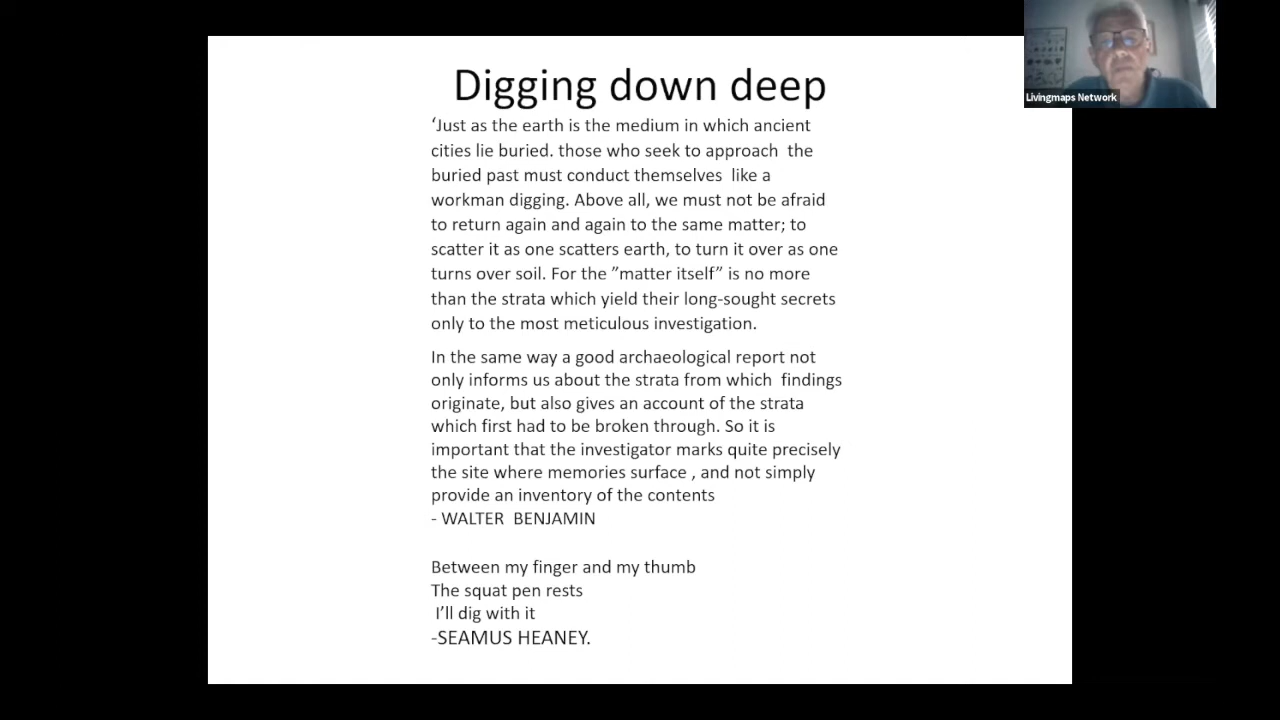 Digging down deep
‘Just as the earth is the medium in which ancient
cities lie buried. those who seek to approach  the
buried past must conduct themselves  like a
workman digging. Above all, we must not be afraid
to return again and again to the same matter; to
scatter it as one scatters earth, to turn it over as one
turns over soil. For the ”matter itself” is no more
than the strata which yield their long-sought secrets
only to the most meticulous investigation.
In the same way a good archaeological report not
only informs us about the strata from which  findings
originate, but also gives an account of the strata
which first had to be broken through. So it is
important that the investigator marks quite precisely
the site where memories surface , and not simply
provide an inventory of the contents
- WALTER  BENJAMIN
Between my finger and my thumb
The squat pen rests
I’ll dig with it
-SEAMUS HEANEY.
Livingmaps Network